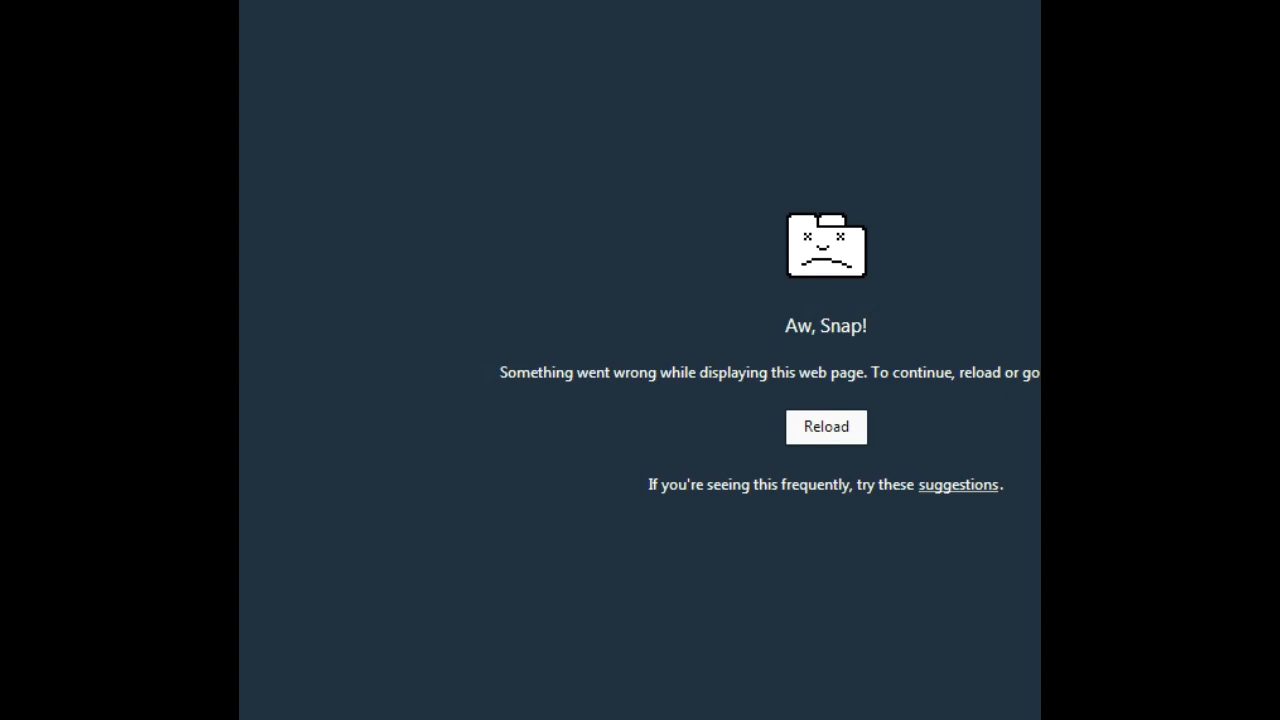 Aw, Snap!
Something went wrong while displaying this web page. To continue, reload or go
Reload
If you're seeing this frequently, try these suggestions.